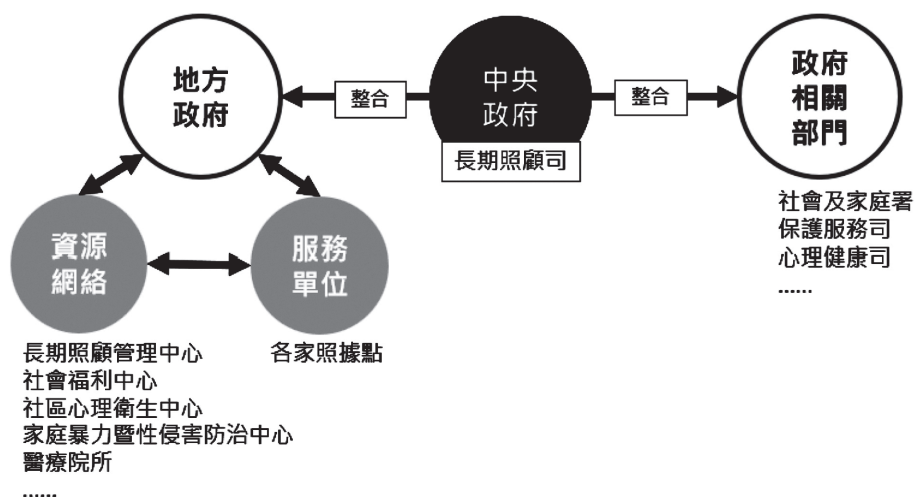 地方
政府
整合
中央
政府
長期照顧司
整合
政府
相關
部門
社會及家庭署
保護服務司
心理健康司
......
資源
網絡
服務
單位
長期照顧管理中心
社會福利中心
社區心理衛生中心
家庭暴力暨性侵害防治中心
醫療院所
......
各家照據點